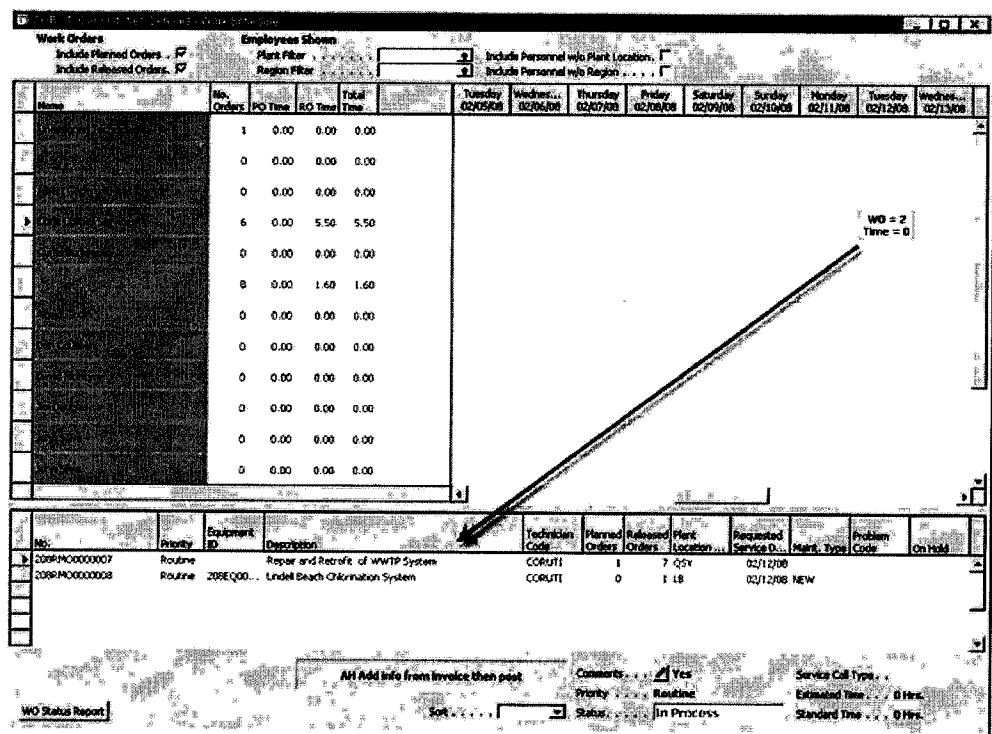 Work Orders Employees Shown
Include Planned Orders . . Plant Filter . . . . . . . Include Personnel w/o Plant Location .
Include Released Orders . Region Filter . . . . . . . Include Personnel w/o Region . . . .
Name No. Orders PO Time RO Time Total Time Tuesday 02/05/08 Wednes... 02/06/08 Thursday 02/07/08 Friday 02/08/08 Saturday 02/09/08 Sunday 02/10/08 Monday 02/11/08 Tuesday 02/12/08 Wednes... 02/13/08
1 0.00 0.00 0.00
0 0.00 0.00 0.00
0 0.00 0.00 0.00
6 0.00 5.50 5.50
WO = 2
Time = 0
0 0.00 0.00 0.00
8 0.00 1.60 1.60
0 0.00 0.00 0.00
0 0.00 0.00 0.00
0 0.00 0.00 0.00
0 0.00 0.00 0.00
0 0.00 0.00 0.00
0 0.00 0.00 0.00
No. Priority Equipment ID Description Technician Code Planned Orders Released Orders Plant Location ... Requested Service D... Maint. Type Problem Code On Hold
208RMO0000007 Routine Repair and Retrofit of WWTP System CORUTI 1 7 QSY 02/12/08
208RMO0000008 Routine 208EQ00... Lindell Beach Chlorination System CORUTI 0 1 LB 02/12/08 NEW
AH Add info from invoice then post Comments . . . . Yes Service Call Type . .
Priority . . . . Routine Estimated Time . . . 0 Hrs.
WO Status Report Sort . . . . . Status . . . . . In Process Standard Time . . . 0 Hrs.